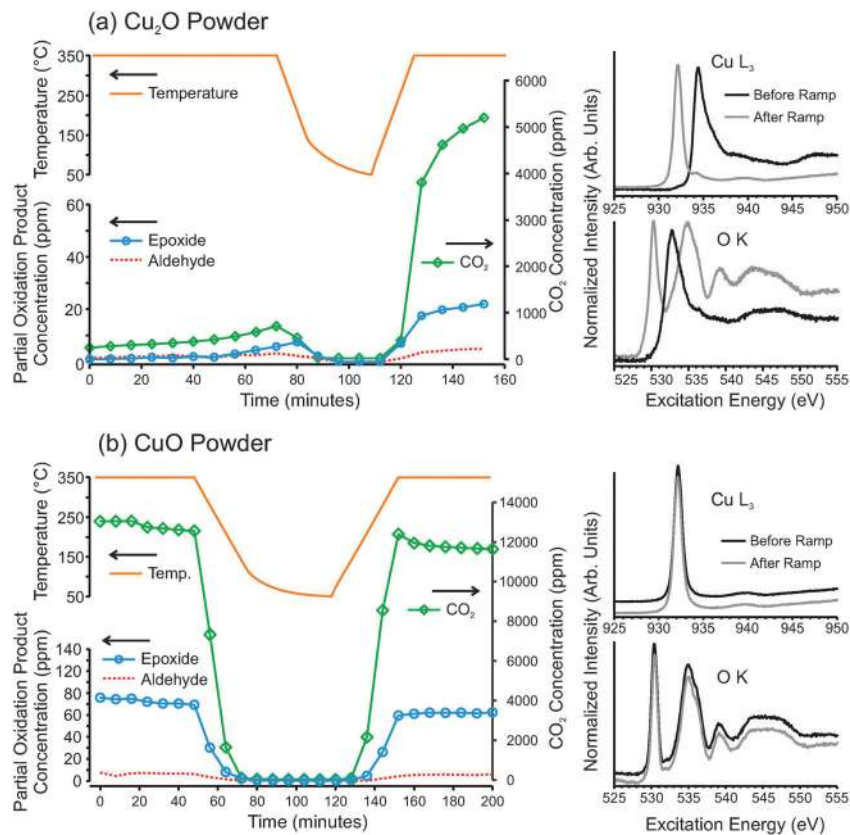 (a) Cu₂O Powder
Temperature (°C)
350
250
150
50
Temperature
Partial Oxidation Product
Concentration (ppm)
60
40
20
0
Epoxide
Aldehyde
CO₂
6000
5000
4000
3000
2000
1000
0
CO₂ Concentration (ppm)
0 20 40 60 80 100 120 140 160
Time (minutes)
Cu L₃
Before Ramp
After Ramp
925 930 935 940 945 950
O K
Normalized Intensity (Arb. Units)
525 530 535 540 545 550 555
Excitation Energy (eV)
(b) CuO Powder
Temperature (°C)
350
250
150
50
Temp.
Partial Oxidation Product
Concentration (ppm)
140
120
100
80
60
40
20
0
Epoxide
Aldehyde
CO₂
14000
12000
10000
8000
6000
4000
2000
0
CO₂ Concentration (ppm)
0 20 40 60 80 100 120 140 160 180 200
Time (minutes)
Cu L₃
Before Ramp
After Ramp
925 930 935 940 945 950
O K
Normalized Intensity (Arb. Units)
525 530 535 540 545 550 555
Excitation Energy (eV)